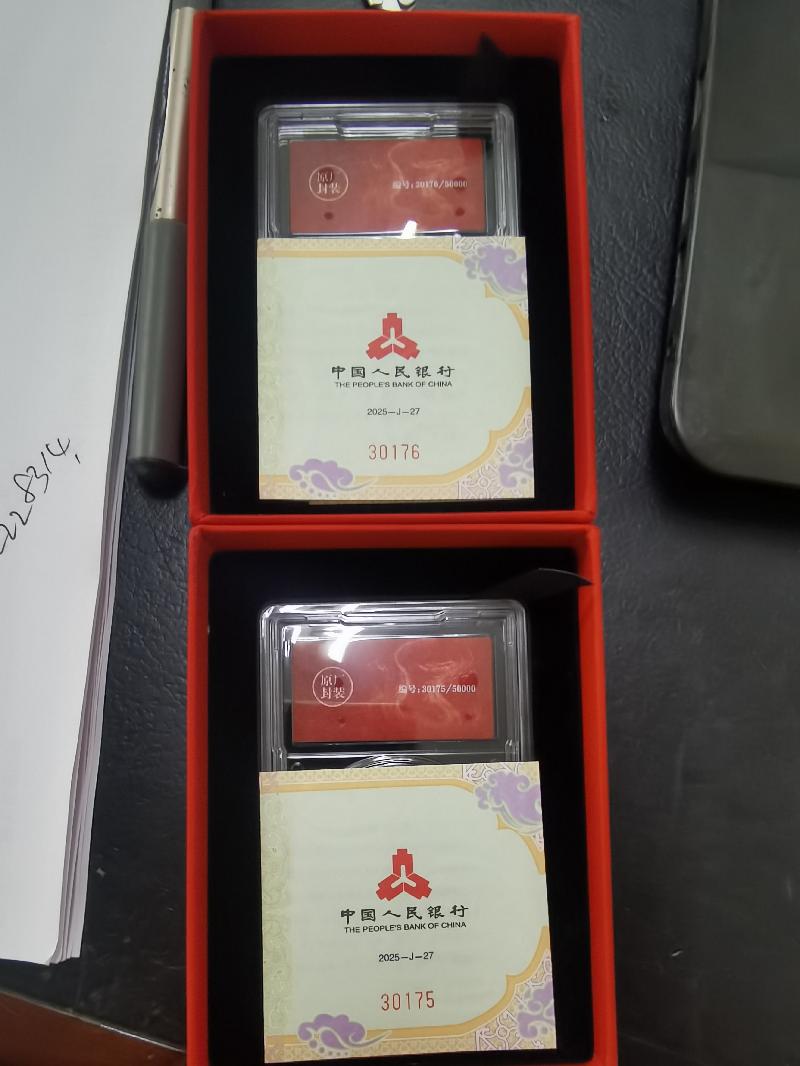 原厂
封装
编号:30176/50000
中国人民银行
THE PEOPLE'S BANK OF CHINA
2025-J-27
30176
228314,
原厂
封装
编号:30175/50000
中国人民银行
THE PEOPLE'S BANK OF CHINA
2025-J-27
30175